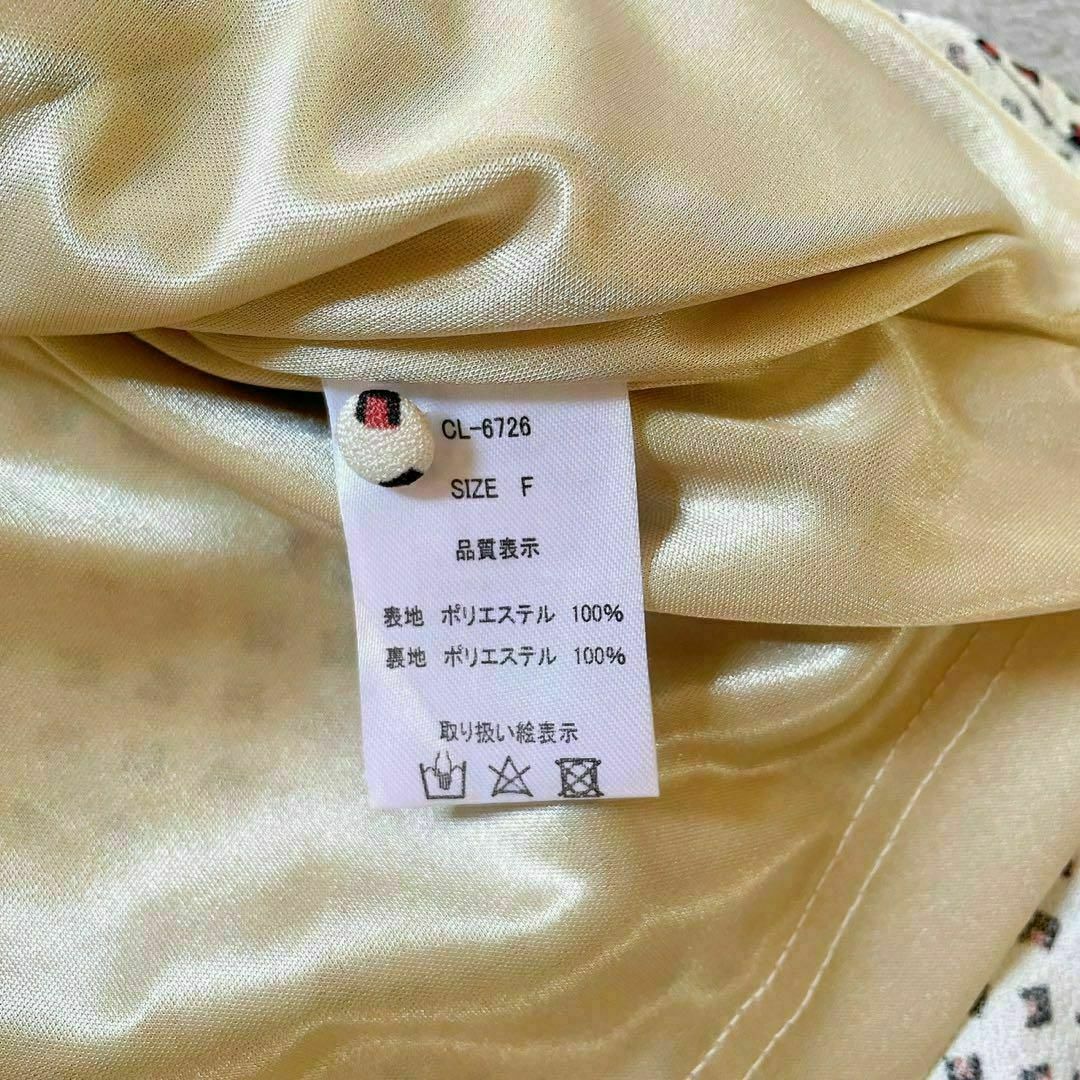 CL-6726
SIZE F
品質表示
表地 ポリエステル 100%
裏地 ポリエステル 100%
取り扱い絵表示